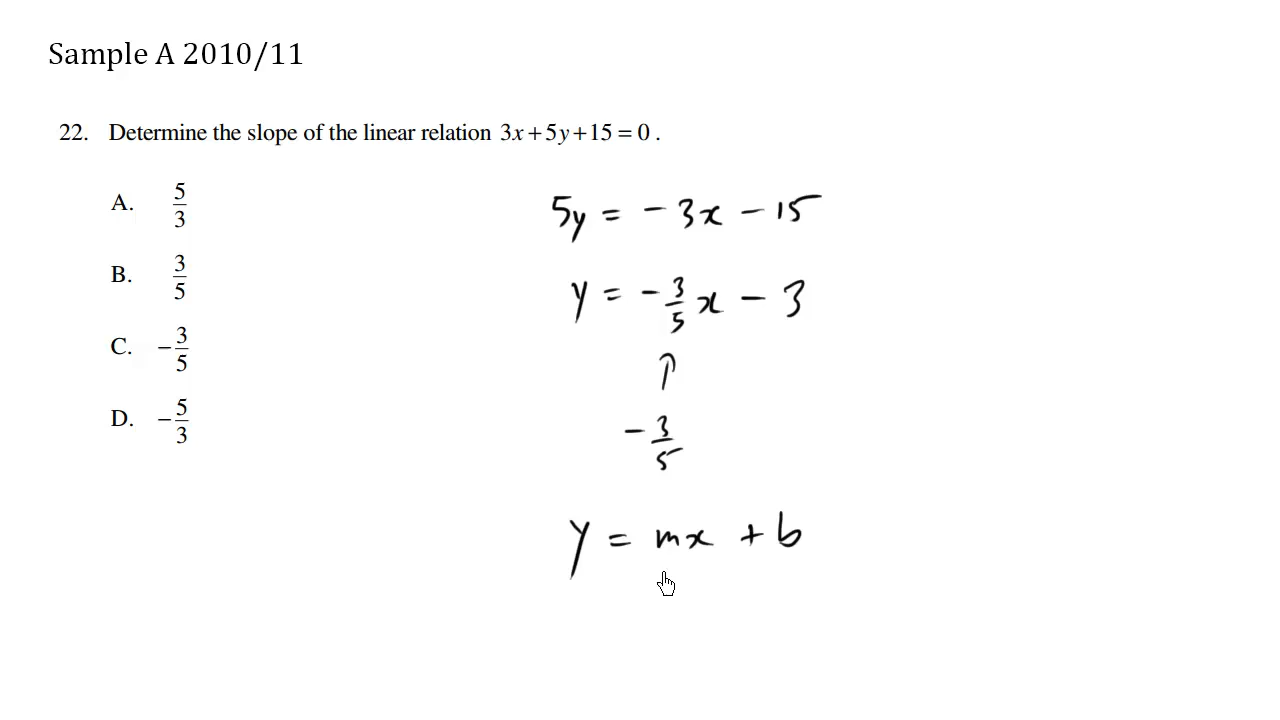 Sample A 2010/11
22. Determine the slope of the linear relation 3x+5y+15=0.
A. 5/3
B. 3/5
C. −3/5
D. −5/3
5y = -3x - 15
y = -3/5x - 3
↑
-3/5
y = mx + b